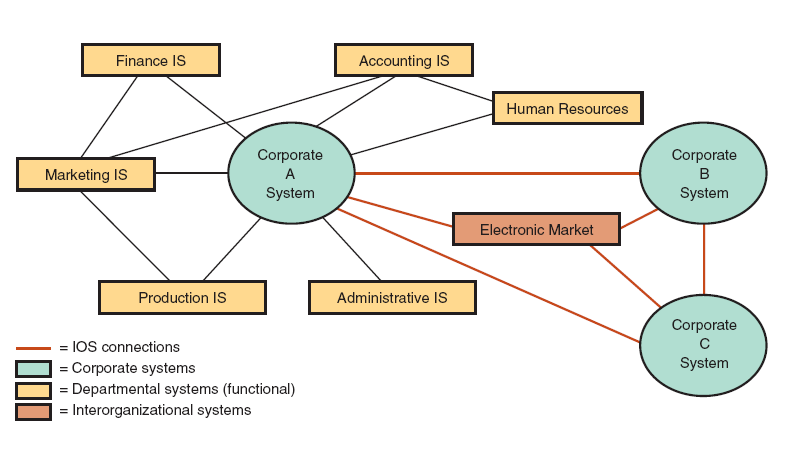 Finance IS
Accounting IS
Human Resources
Corporate
A
System
Corporate
B
System
Marketing IS
Electronic Market
Production IS
Administrative IS
Corporate
C
System
= IOS connections
= Corporate systems
= Departmental systems (functional)
= Interorganizational systems